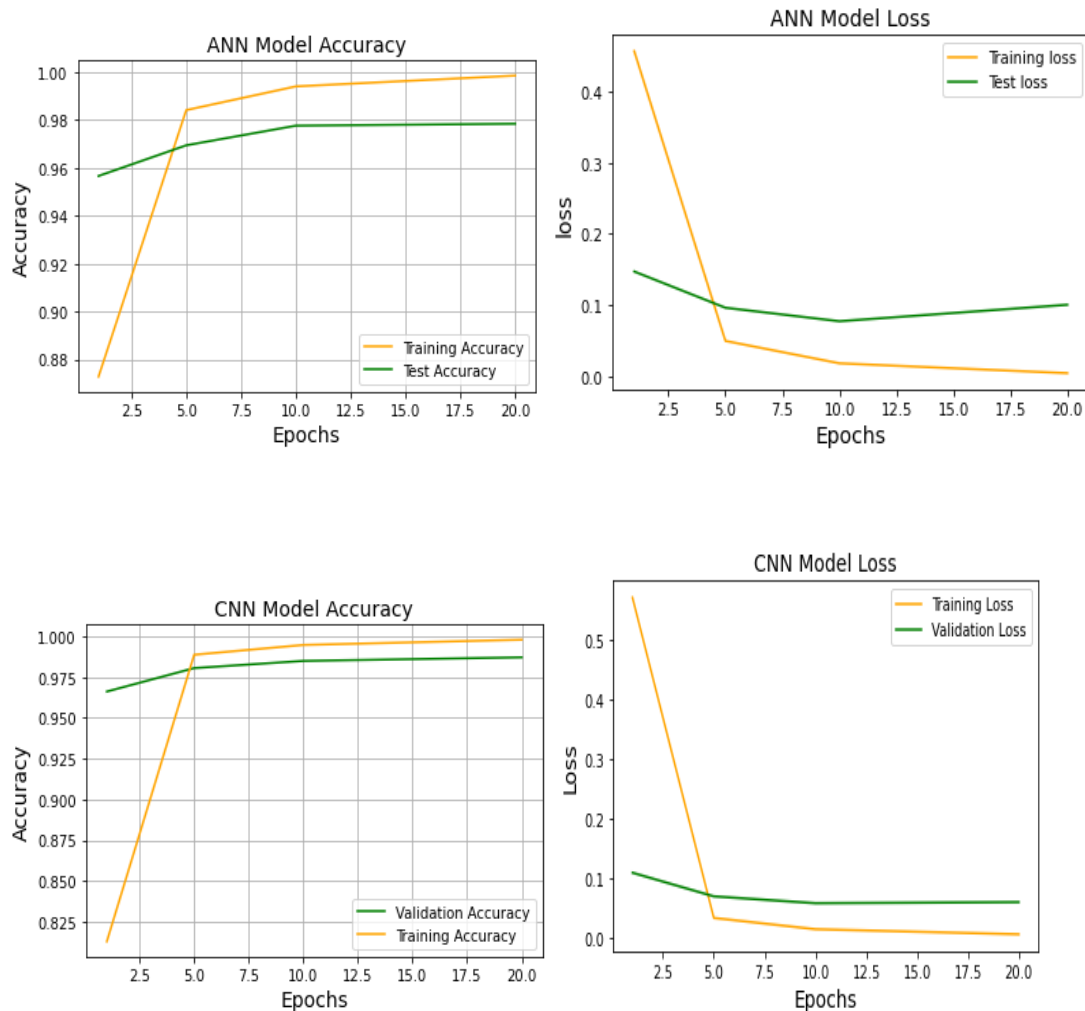 ANN Model Accuracy
1.00
0.98
0.96
0.94
0.92
0.90
0.88
Accuracy
Training Accuracy
Test Accuracy
2.5 5.0 7.5 10.0 12.5 15.0 17.5 20.0
Epochs
ANN Model Loss
Training loss
Test loss
0.4
0.3
0.2
0.1
0.0
loss
2.5 5.0 7.5 10.0 12.5 15.0 17.5 20.0
Epochs
CNN Model Accuracy
1.000
0.975
0.950
0.925
0.900
0.875
0.850
0.825
Accuracy
Validation Accuracy
Training Accuracy
2.5 5.0 7.5 10.0 12.5 15.0 17.5 20.0
Epochs
CNN Model Loss
Training Loss
Validation Loss
0.5
0.4
0.3
0.2
0.1
0.0
Loss
2.5 5.0 7.5 10.0 12.5 15.0 17.5 20.0
Epochs